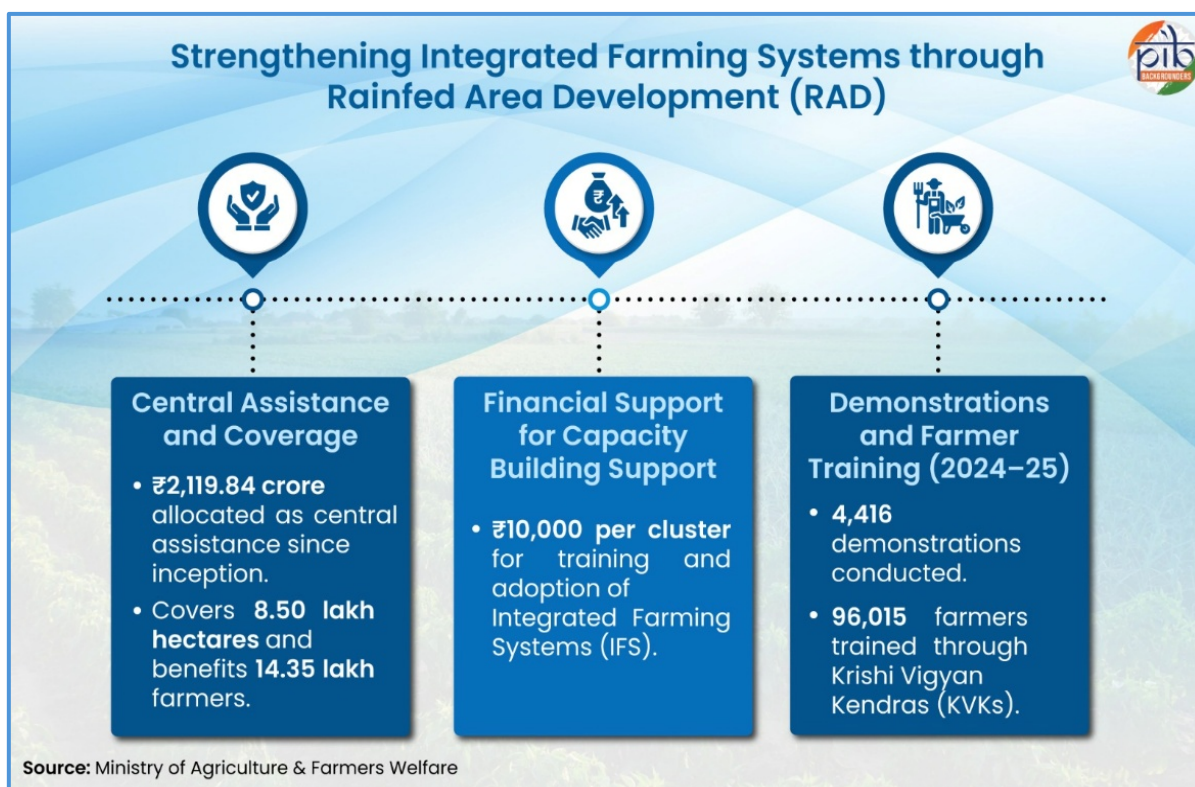 Strengthening Integrated Farming Systems through
Rainfed Area Development (RAD)
pib
BACKGROUNDERS
Central Assistance
and Coverage
• ₹2,119.84 crore
allocated as central
assistance since
inception.
• Covers 8.50 lakh
hectares and
benefits 14.35 lakh
farmers.
₹
Financial Support
for Capacity
Building Support
• ₹10,000 per cluster
for training and
adoption of
Integrated Farming
Systems (IFS).
Demonstrations
and Farmer
Training (2024–25)
• 4,416
demonstrations
conducted.
• 96,015 farmers
trained through
Krishi Vigyan
Kendras (KVKs).
Source: Ministry of Agriculture & Farmers Welfare